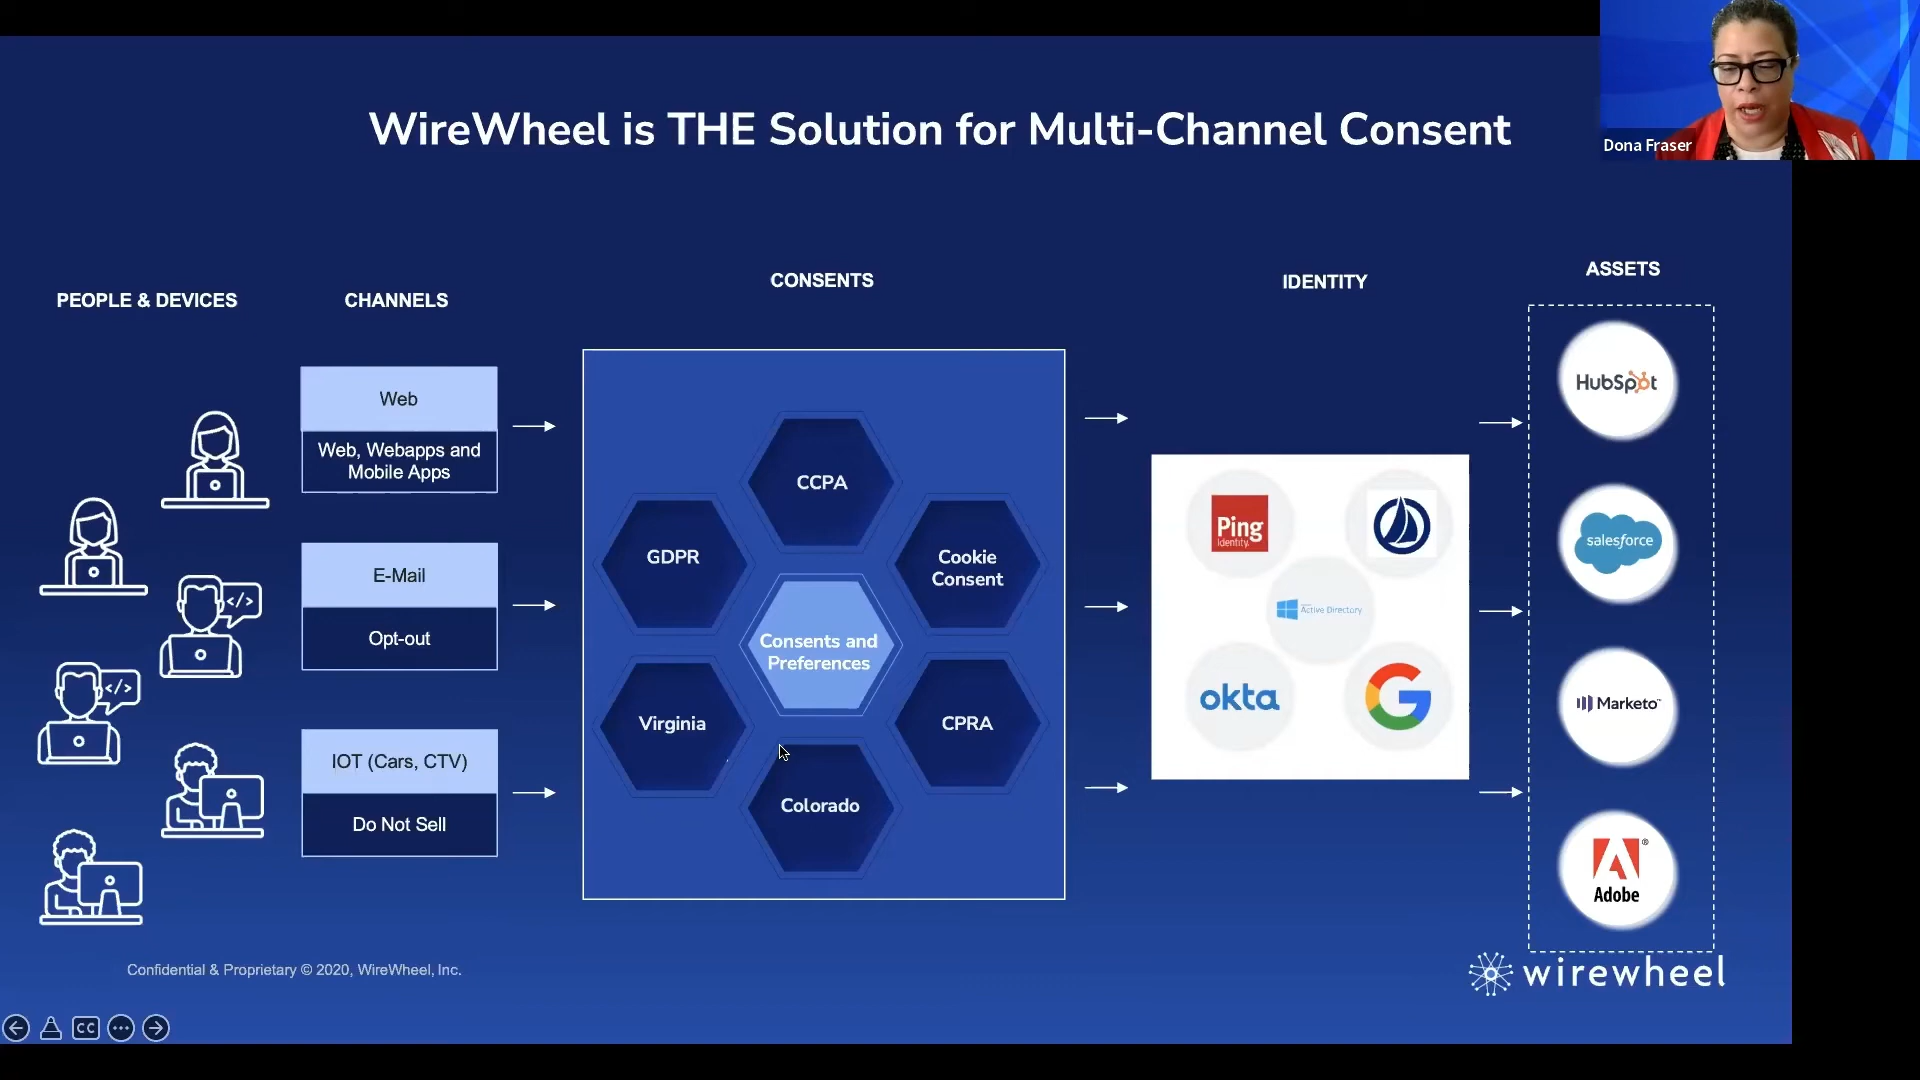 WireWheel is THE Solution for Multi-Channel Consent
Dona Fraser
PEOPLE & DEVICES
CHANNELS
CONSENTS
IDENTITY
ASSETS
Web
Web, Webapps and
Mobile Apps
E-Mail
Opt-out
IOT (Cars, CTV)
Do Not Sell
</>
</>
CCPA
GDPR
Cookie
Consent
Consents and
Preferences
Virginia
CPRA
Colorado
Ping
Identity.
Active Directory
okta
G
HubSpot
salesforce
Marketo™
®
Adobe
Confidential & Proprietary © 2020, WireWheel, Inc.
wirewheel
CC